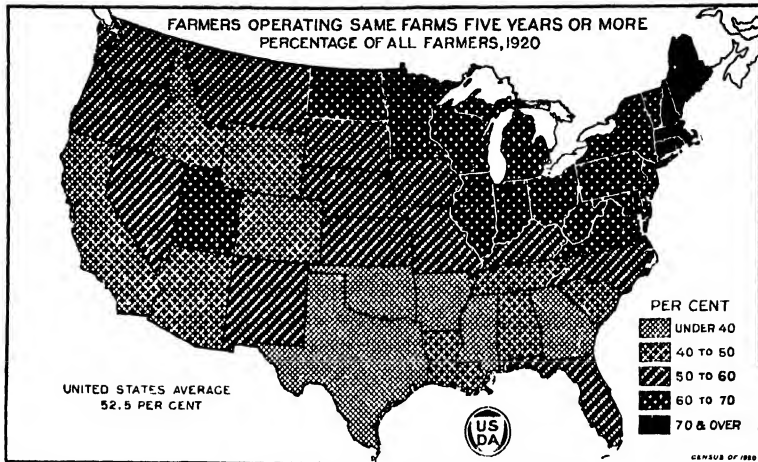 FARMERS OPERATING SAME FARMS FIVE YEARS OR MORE
PERCENTAGE OF ALL FARMERS, 1920
PER CENT
UNDER 40
40 TO 50
50 TO 60
60 TO 70
70 & OVER
UNITED STATES AVERAGE
52.5 PER CENT
US
DA
CENSUS OF 1920